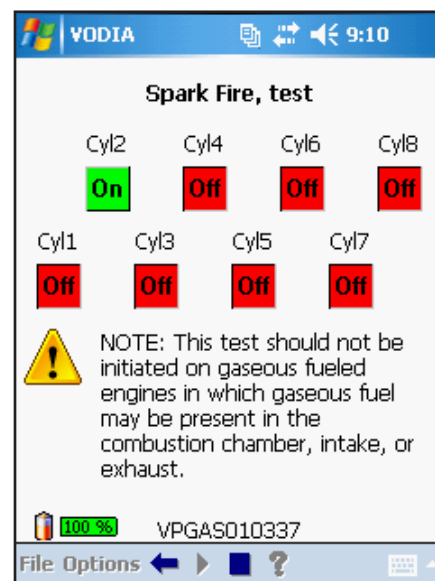 VODIA 9:10
Spark Fire, test
Cyl2 Cyl4 Cyl6 Cyl8
On Off Off Off
Cyl1 Cyl3 Cyl5 Cyl7
Off Off Off Off
NOTE: This test should not be
initiated on gaseous fueled
engines in which gaseous fuel
may be present in the
combustion chamber, intake, or
exhaust.
100 % VPGAS010337
File Options ?